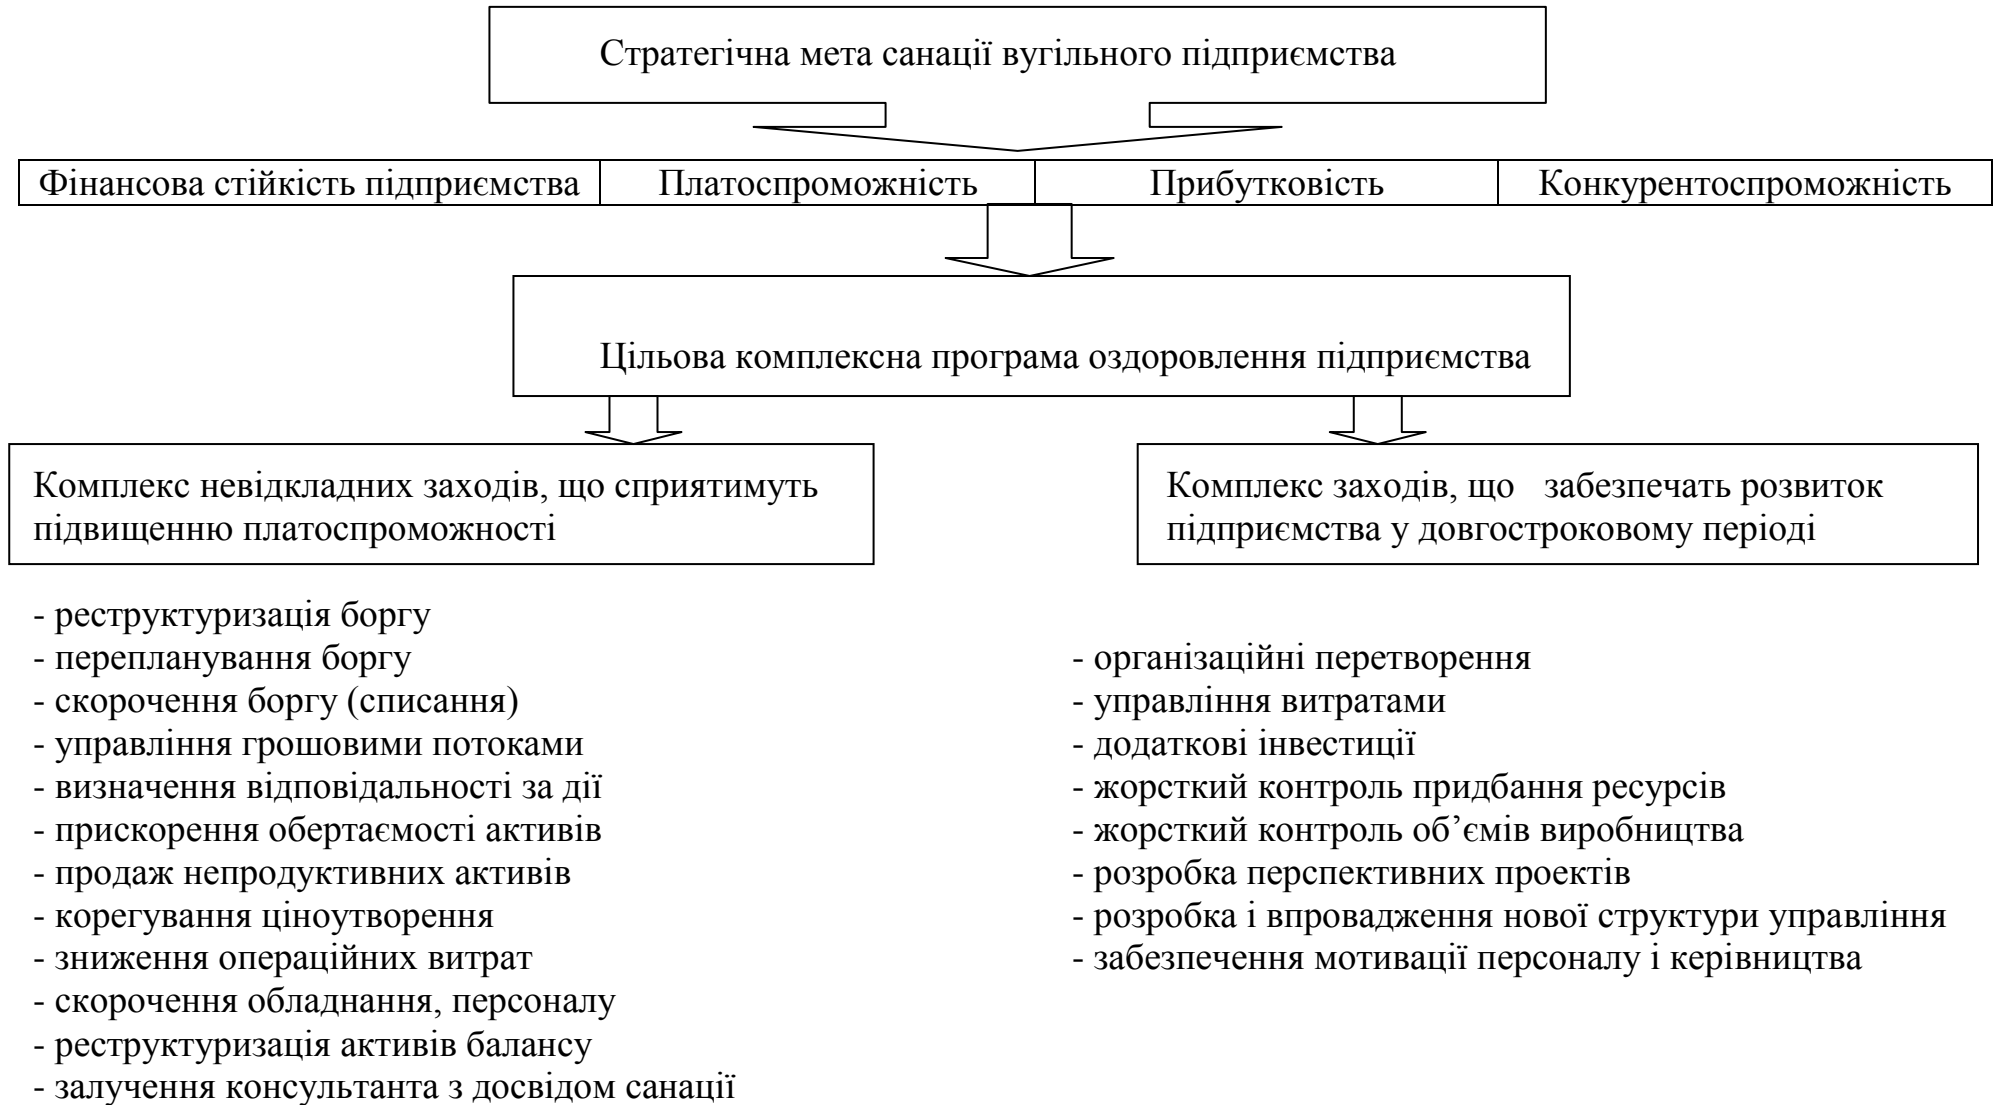 Стратегічна мета санації вугільного підприємства
Фінансова стійкість підприємства
Платоспроможність
Прибутковість
Конкурентоспроможність
Цільова комплексна програма оздоровлення підприємства
Комплекс невідкладних заходів, що сприятимуть
підвищенню платоспроможності
- реструктуризація боргу
- перепланування боргу
- скорочення боргу (списання)
- управління грошовими потоками
- визначення відповідальності за дії
- прискорення обертаємості активів
- продаж непродуктивних активів
- корегування ціноутворення
- зниження операційних витрат
- скорочення обладнання, персоналу
- реструктуризація активів балансу
- залучення консультанта з досвідом санації
Комплекс заходів, що забезпечать розвиток
підприємства у довгостроковому періоді
- організаційні перетворення
- управління витратами
- додаткові інвестиції
- жорсткий контроль придбання ресурсів
- жорсткий контроль об’ємів виробництва
- розробка перспективних проектів
- розробка і впровадження нової структури управління
- забезпечення мотивації персоналу і керівництва